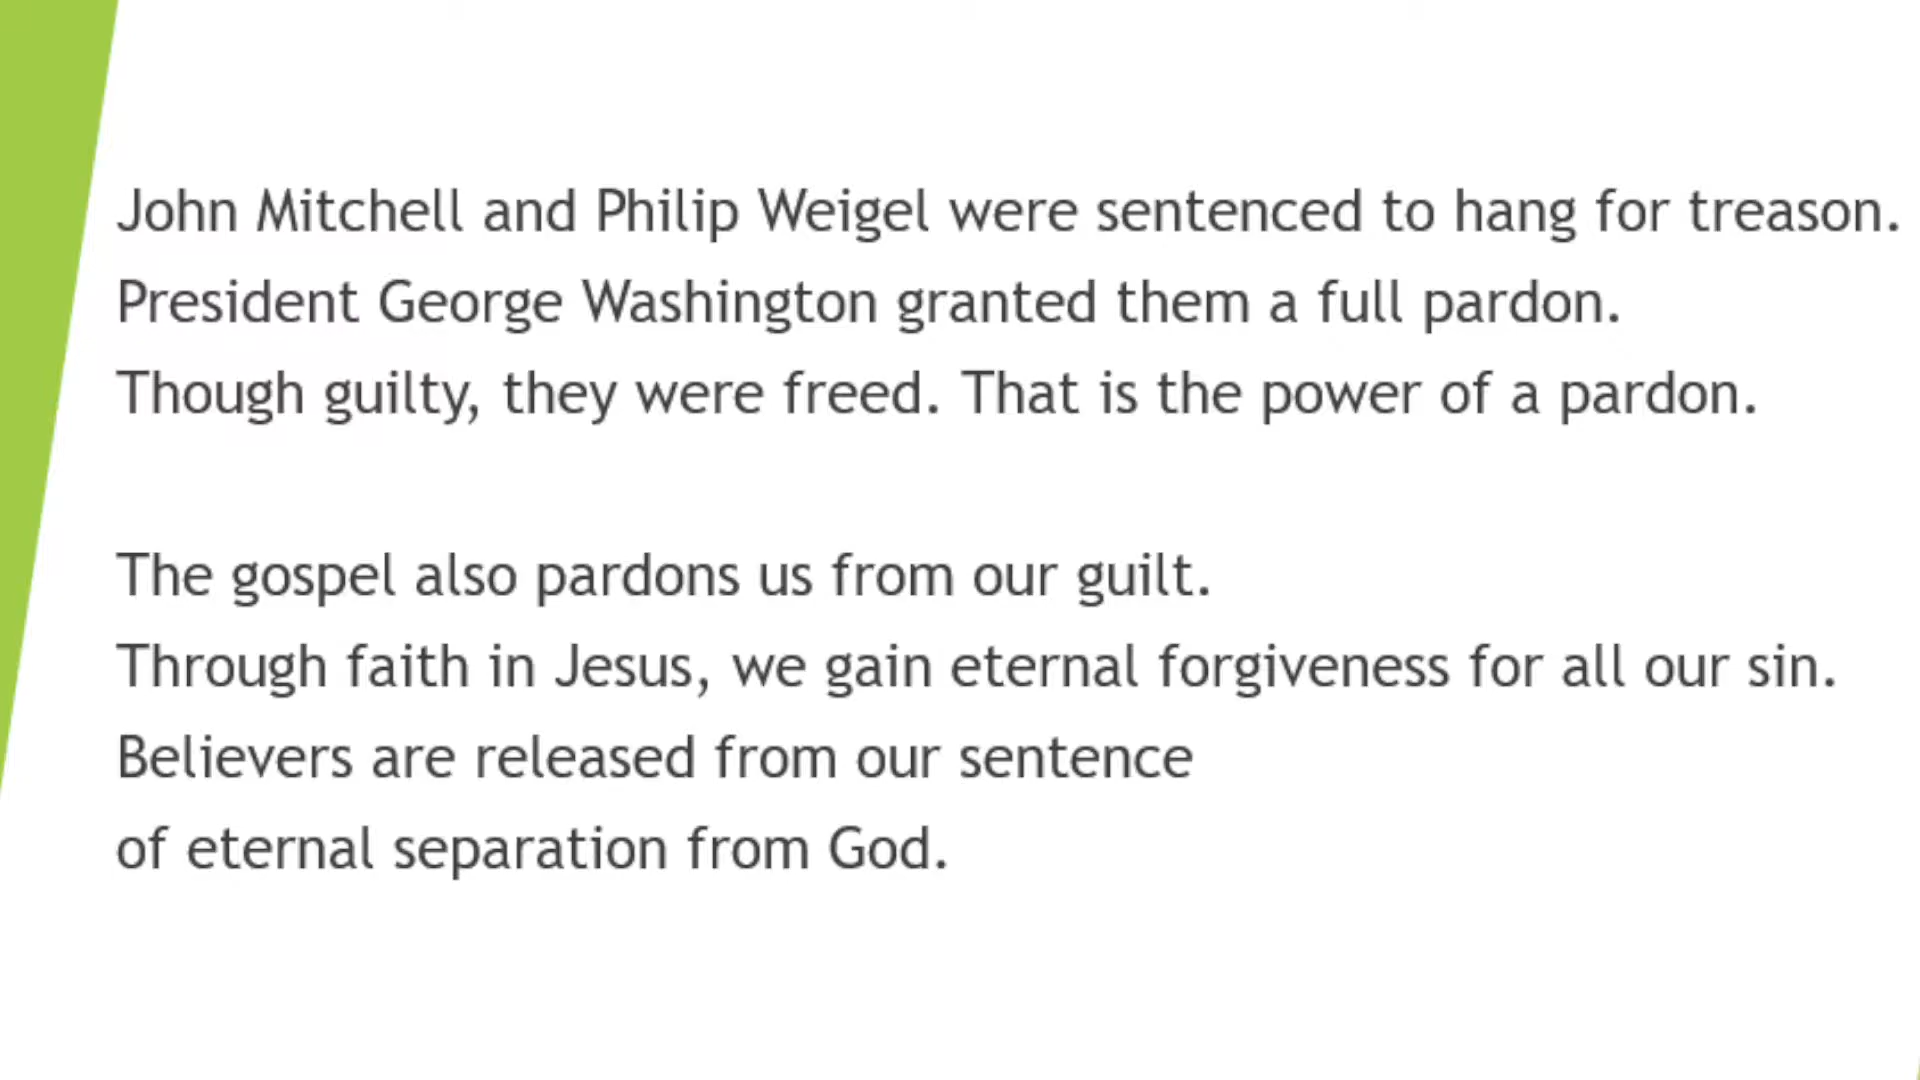 John Mitchell and Philip Weigel were sentenced to hang for treason.
President George Washington granted them a full pardon.
Though guilty, they were freed. That is the power of a pardon.
The gospel also pardons us from our guilt.
Through faith in Jesus, we gain eternal forgiveness for all our sin.
Believers are released from our sentence
of eternal separation from God.